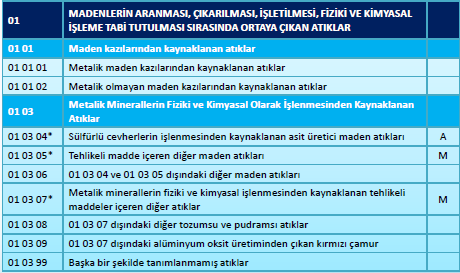 01 MADENLERİN ARANMASI, ÇIKARILMASI, İŞLETİLMESİ, FİZİKİ VE KİMYASAL
İŞLEME TABİ TUTULMASI SIRASINDA ORTAYA ÇIKAN ATIKLAR
01 01 Maden kazılarından kaynaklanan atıklar
01 01 01 Metalik maden kazılarından kaynaklanan atıklar
01 01 02 Metalik olmayan maden kazılarından kaynaklanan atıklar
01 03 Metalik Minerallerin Fiziki ve Kimyasal Olarak İşlenmesinden Kaynaklanan
Atıklar
01 03 04* Sülfürlü cevherlerin işlenmesinden kaynaklanan asit üretici maden atıkları A
01 03 05* Tehlikeli madde içeren diğer maden atıkları M
01 03 06 01 03 04 ve 01 03 05 dışındaki diğer maden atıkları
01 03 07* Metalik minerallerin fiziki ve kimyasal işlenmesinden kaynaklanan tehlikeli
maddeler içeren diğer atıklar M
01 03 08 01 03 07 dışındaki diğer tozumsu ve pudramsı atıklar
01 03 09 01 03 07 dışındaki alüminyum oksit üretiminden çıkan kırmızı çamur
01 03 99 Başka bir şekilde tanımlanmamış atıklar